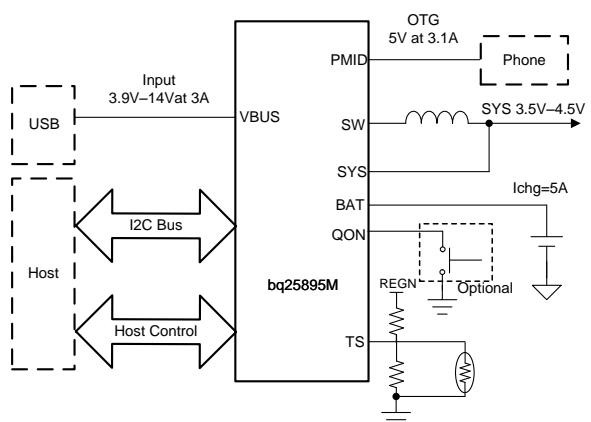 OTG
5V at 3.1A
PMID
Phone
Input
3.9V–14Vat 3A
USB
VBUS
SW
SYS 3.5V–4.5V
SYS
Ichg=5A
BAT
I2C Bus
QON
Host
bq25895M
REGN
Optional
Host Control
TS